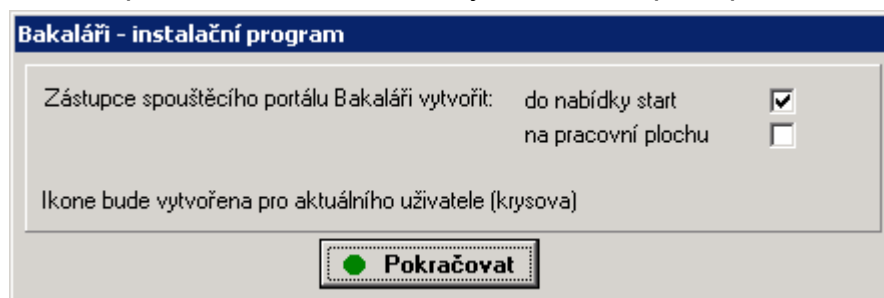 Bakaláři - instalační program
Zástupce spouštěcího portálu Bakaláři vytvořit: do nabídky start
na pracovní plochu
Ikone bude vytvořena pro aktuálního uživatele (krysova)
Pokračovat